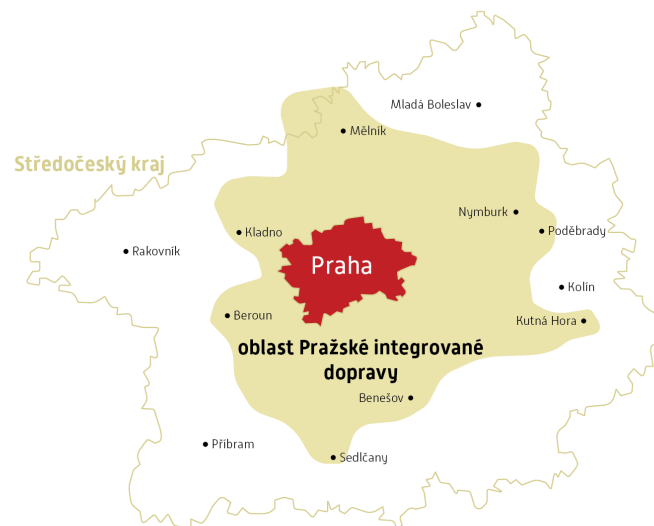 Mladá Boleslav
Mělník
Středočeský kraj
Nymburk
Kladno
Poděbrady
Rakovník
Praha
Kolín
Beroun
Kutná Hora
oblast Pražské integrované
dopravy
Benešov
Příbram
Sedlčany